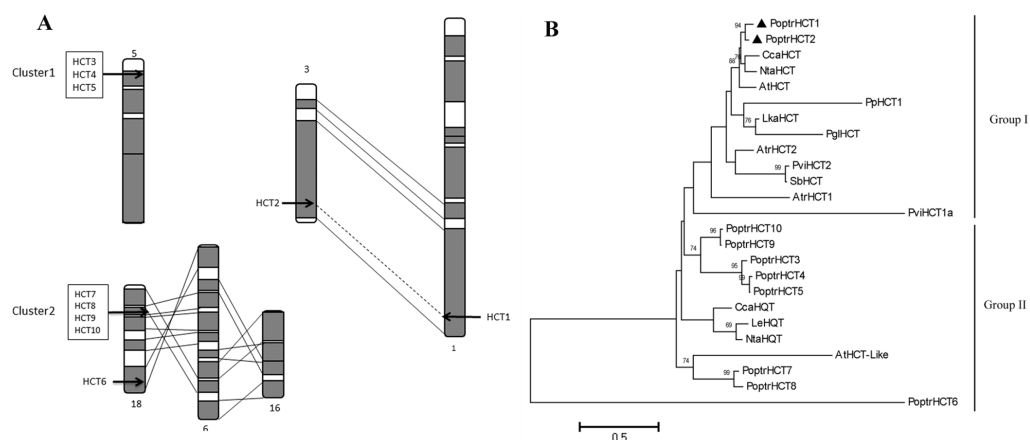 A
5
Cluster1
HCT3
HCT4
HCT5
3
HCT2
HCT1
1
Cluster2
HCT7
HCT8
HCT9
HCT10
HCT6
18
6
16
B
94
PoptrHCT1
PoptrHCT2
CcaHCT
88
NtaHCT
AtHCT
PpHCT1
76
LkaHCT
PglHCT
AtrHCT2
99
PviHCT2
SbHCT
AtrHCT1
PviHCT1a
Group I
96
PoptrHCT10
PoptrHCT9
74
95
PoptrHCT3
PoptrHCT4
PoptrHCT5
CcaHQT
69
LeHQT
NtaHQT
Group II
74
AtHCT-Like
99
PoptrHCT7
PoptrHCT8
PoptrHCT6
0.5